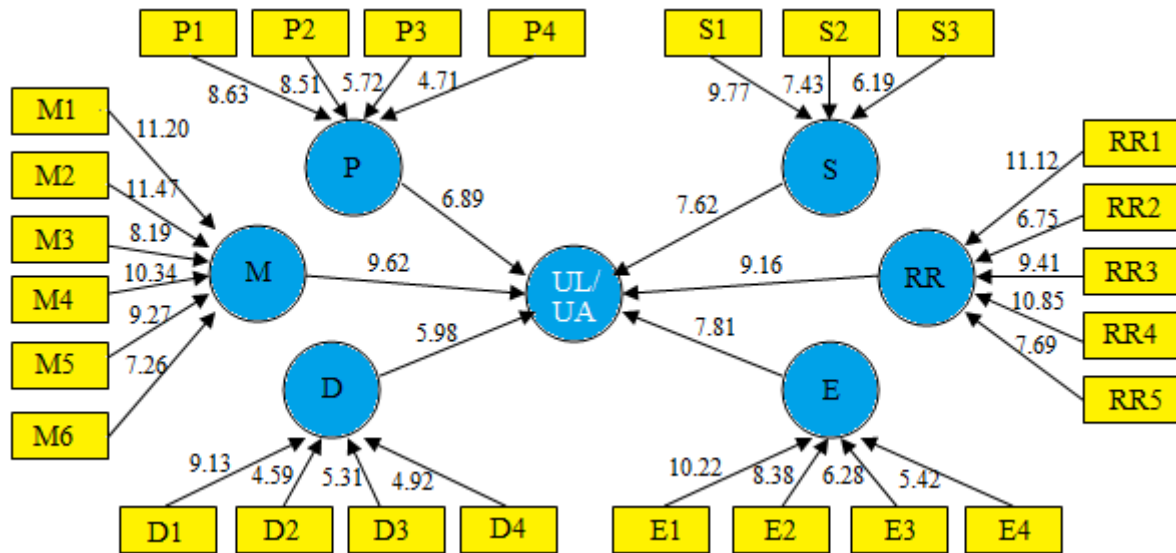 P1 P2 P3 P4 S1 S2 S3
8.63 8.51 5.72 4.71 9.77 7.43 6.19
M1
11.20
M2
11.47
M3
8.19
M4
10.34
M5
9.27
M6
7.26
P
S
6.89
7.62
RR1
11.12
RR2
6.75
RR3
9.41
RR4
10.85
RR5
7.69
M
9.62
UL/
UA
9.16
RR
5.98
7.81
D
E
9.13 4.59 5.31 4.92 10.22 8.38 6.28 5.42
D1 D2 D3 D4 E1 E2 E3 E4